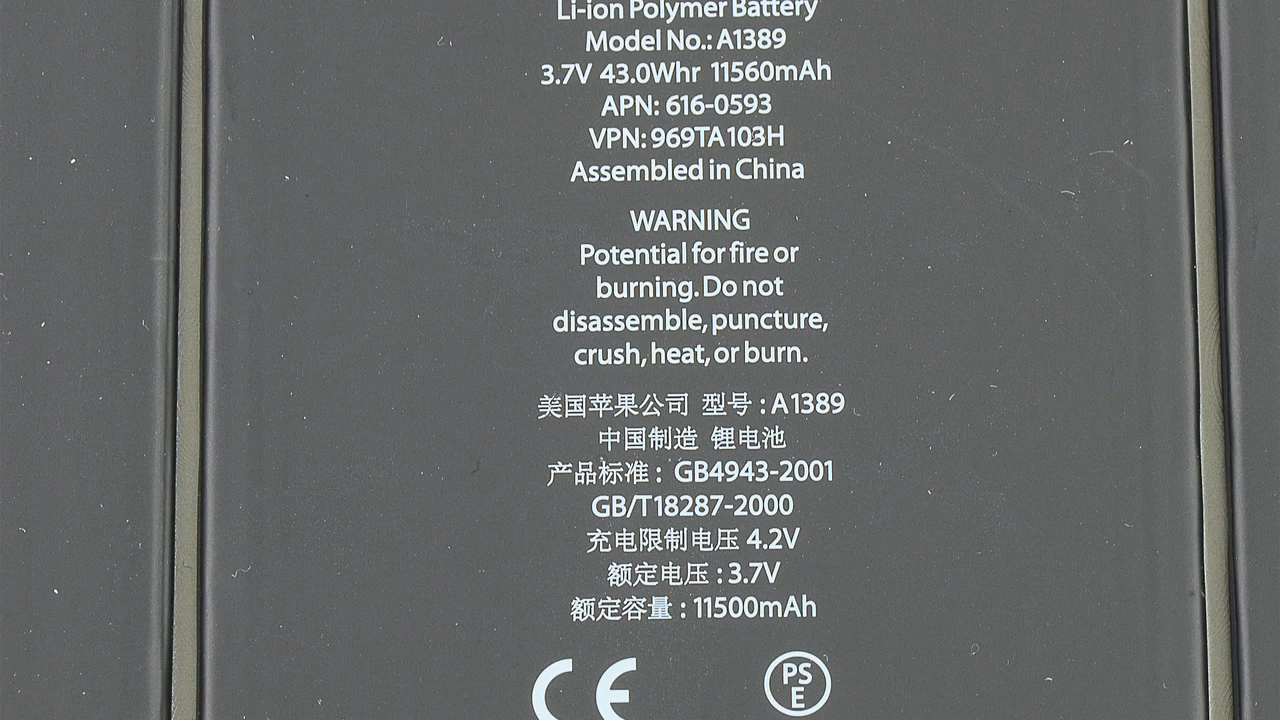 Li-ion Polymer Battery
Model No.: A1389
3.7V 43.0Whr 11560mAh
APN: 616-0593
VPN: 969TA103H
Assembled in China
WARNING
Potential for fire or
burning. Do not
disassemble, puncture,
crush, heat, or burn.
美国苹果公司 型号 : A1389
中国制造 锂电池
产品标准 : GB4943-2001
GB/T18287-2000
充电限制电压 4.2V
额定电压 : 3.7V
额定容量 : 11500mAh
CE PS
E